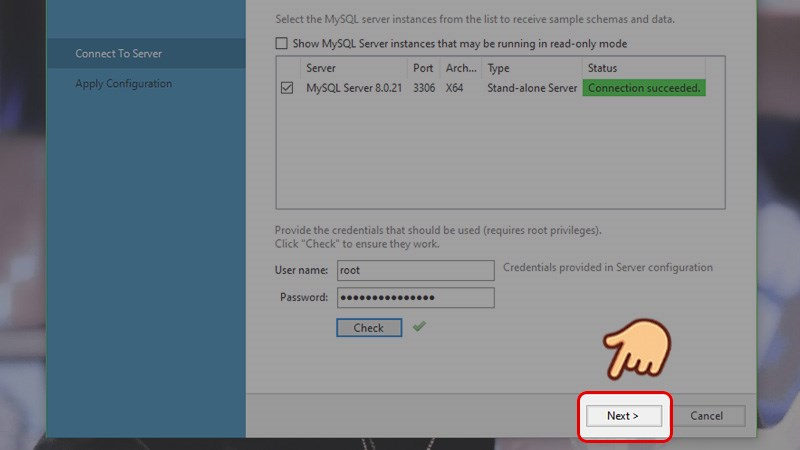 Select the MySQL server instances from the list to receive sample schemas and data.
Connect To Server
Show MySQL Server instances that may be running in read-only mode
Apply Configuration
Server Port Arch... Type Status
MySQL Server 8.0.21 3306 X64 Stand-alone Server Connection succeeded.
Provide the credentials that should be used (requires root privileges).
Click "Check" to ensure they work.
User name: root Credentials provided in Server configuration
Password: ●●●●●●●●●●●●●●●
Check
Next > Cancel